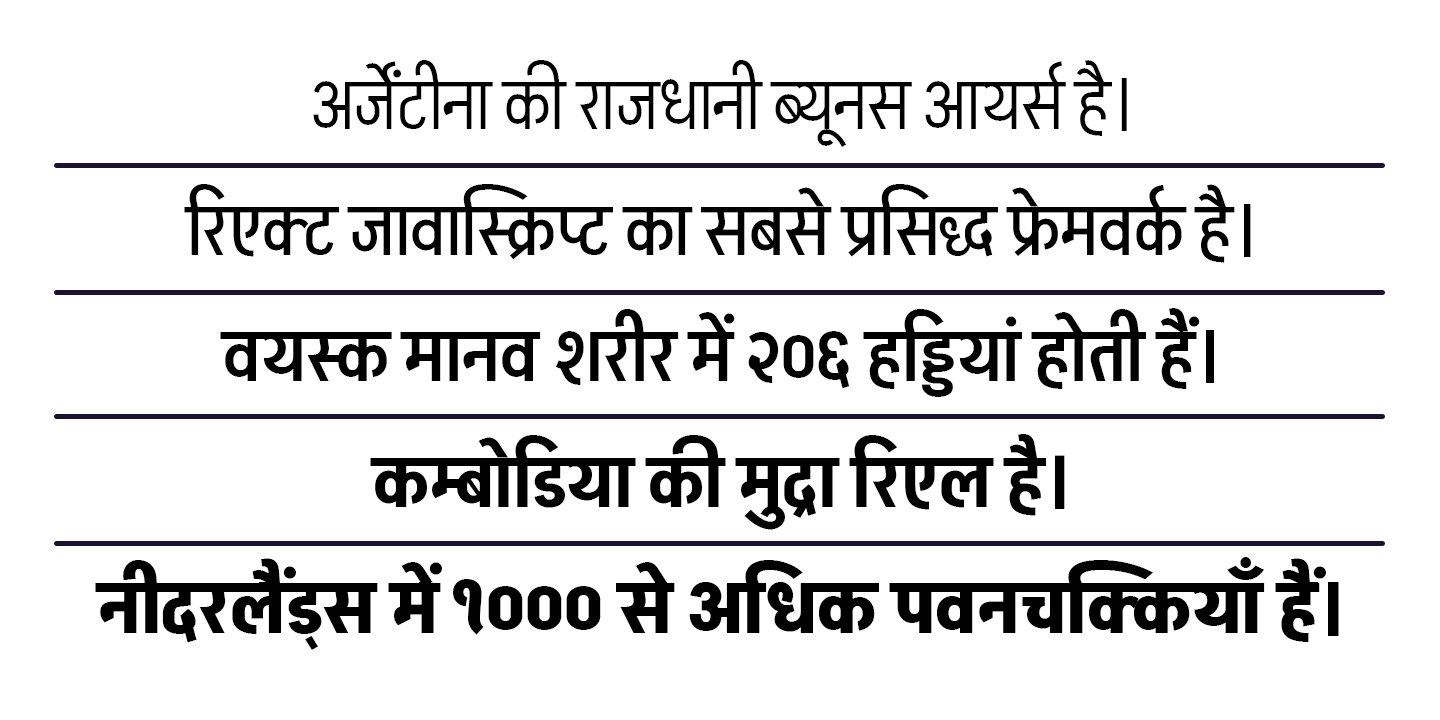 अर्जेंटीना की राजधानी ब्यूनस आयर्स है।
रिएक्ट जावास्क्रिप्ट का सबसे प्रसिद्ध फ्रेमवर्क है।
वयस्क मानव शरीर में २०६ हड्डियां होती हैं।
कम्बोडिया की मुद्रा रिएल है।
नीदरलैंड्स में १००० से अधिक पवनचक्कियाँ हैं।